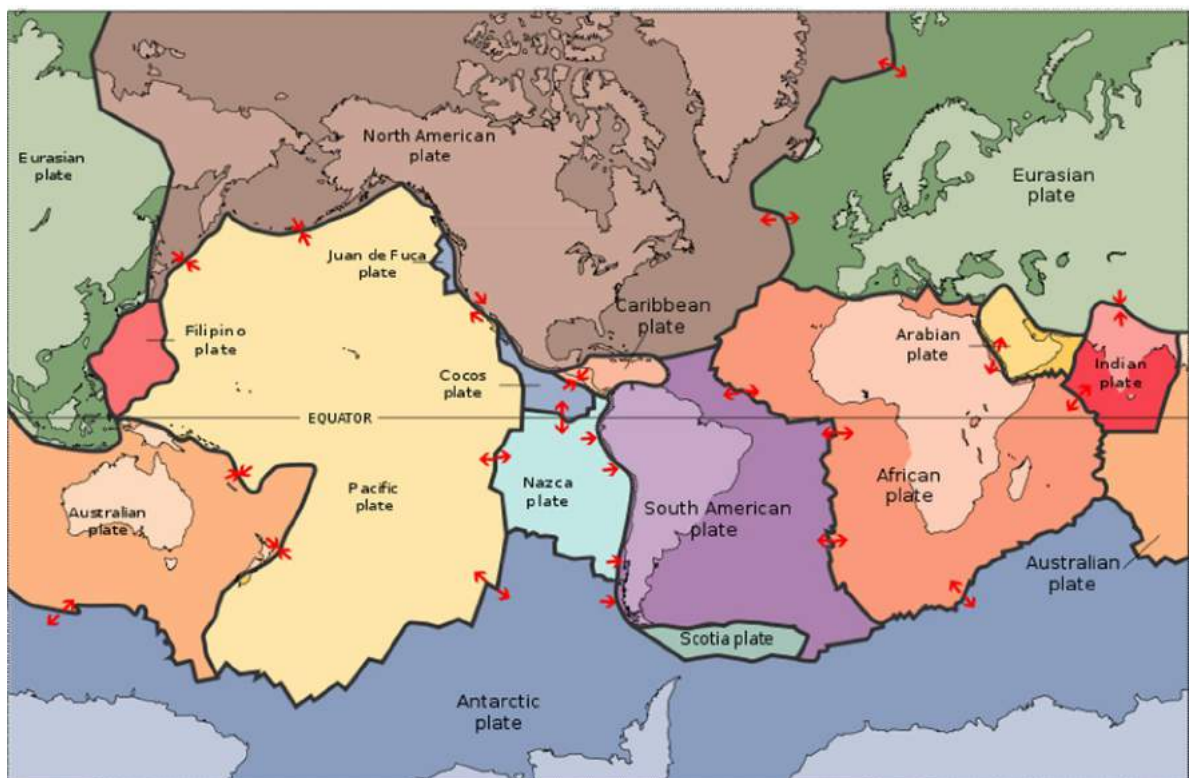 North American
plate
Eurasian
plate
Eurasian
plate
Juan de Fuca
plate
Caribbean
plate
Filipino
plate
Arabian
plate
Indian
plate
Cocos
plate
EQUATOR
Nazca
plate
Pacific
plate
African
plate
South American
plate
Australian
plate
Australian
plate
Scotia plate
Antarctic
plate